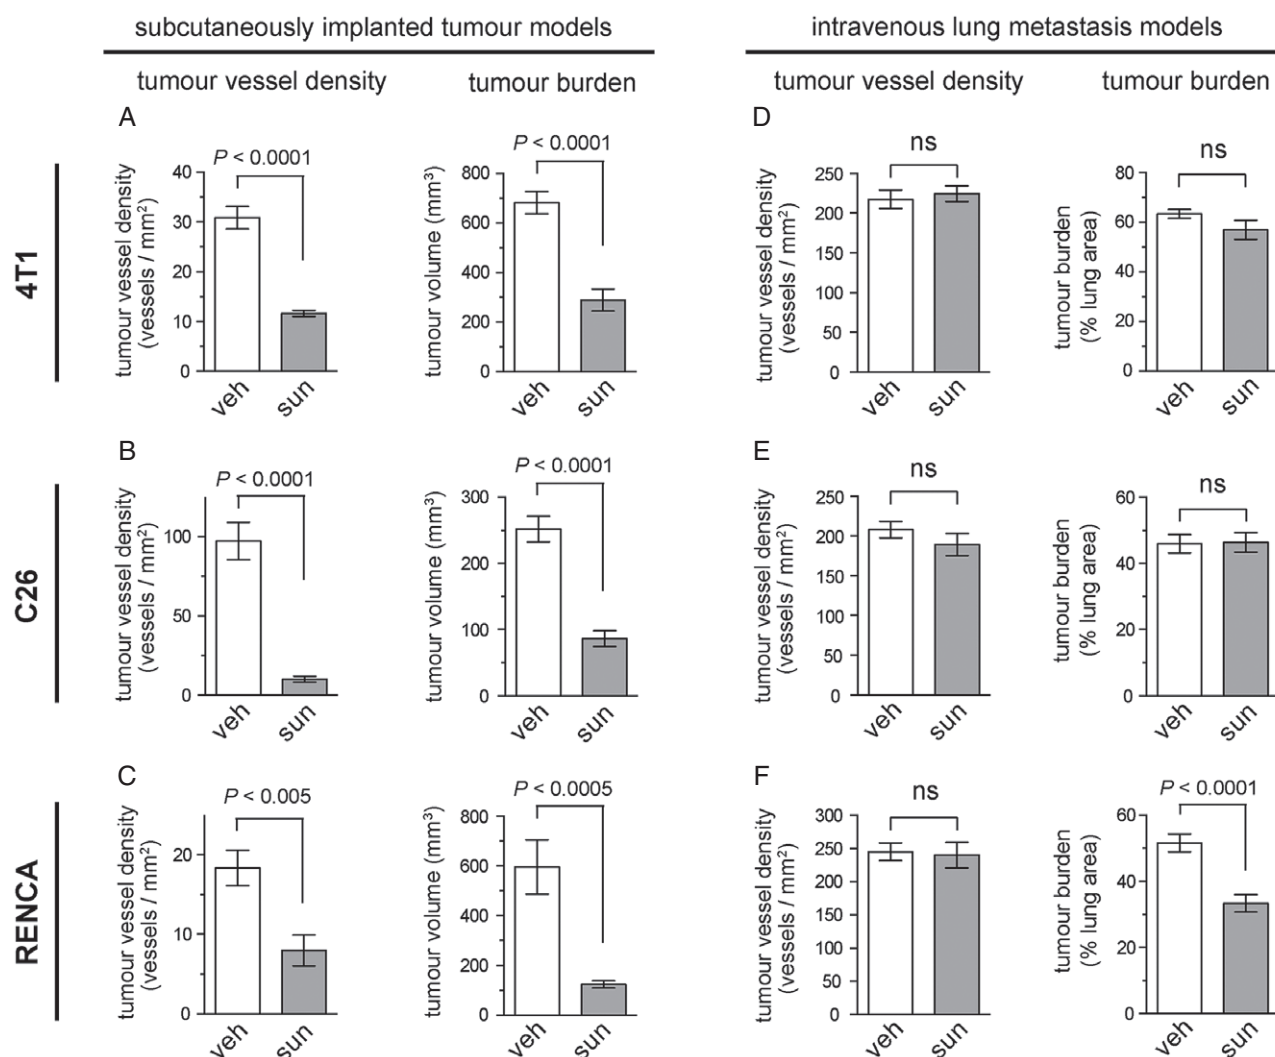 subcutaneously implanted tumour models
intravenous lung metastasis models
tumour vessel density
tumour burden
tumour vessel density
tumour burden
4T1
A
P < 0.0001
tumour vessel density
(vessels / mm²)
40
30
20
10
0
veh
sun
P < 0.0001
tumour volume (mm³)
800
600
400
200
0
veh
sun
D
ns
tumour vessel density
(vessels / mm²)
250
200
150
100
50
0
veh
sun
ns
tumour burden
(% lung area)
80
60
40
20
0
veh
sun
C26
B
P < 0.0001
tumour vessel density
(vessels / mm²)
100
50
0
veh
sun
P < 0.0001
tumour volume (mm³)
300
200
100
0
veh
sun
E
ns
tumour vessel density
(vessels / mm²)
250
200
150
100
50
0
veh
sun
ns
tumour burden
(% lung area)
60
40
20
0
veh
sun
RENCA
C
P < 0.005
tumour vessel density
(vessels / mm²)
20
10
0
veh
sun
P < 0.0005
tumour volume (mm³)
800
600
400
200
0
veh
sun
F
ns
tumour vessel density
(vessels / mm²)
300
250
200
150
100
50
0
veh
sun
P < 0.0001
tumour burden
(% lung area)
60
40
20
0
veh
sun